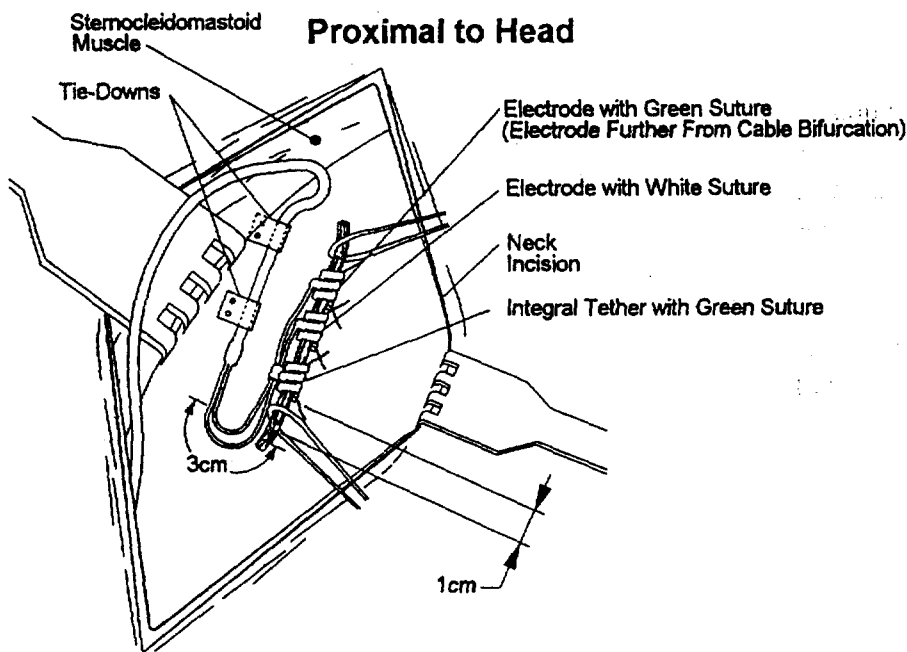 Proximal to Head
Sternocleidomastoid
Muscle
Tie-Downs
Electrode with Green Suture
(Electrode Further From Cable Bifurcation)
Electrode with White Suture
Neck
Incision
Integral Tether with Green Suture
3cm
1cm